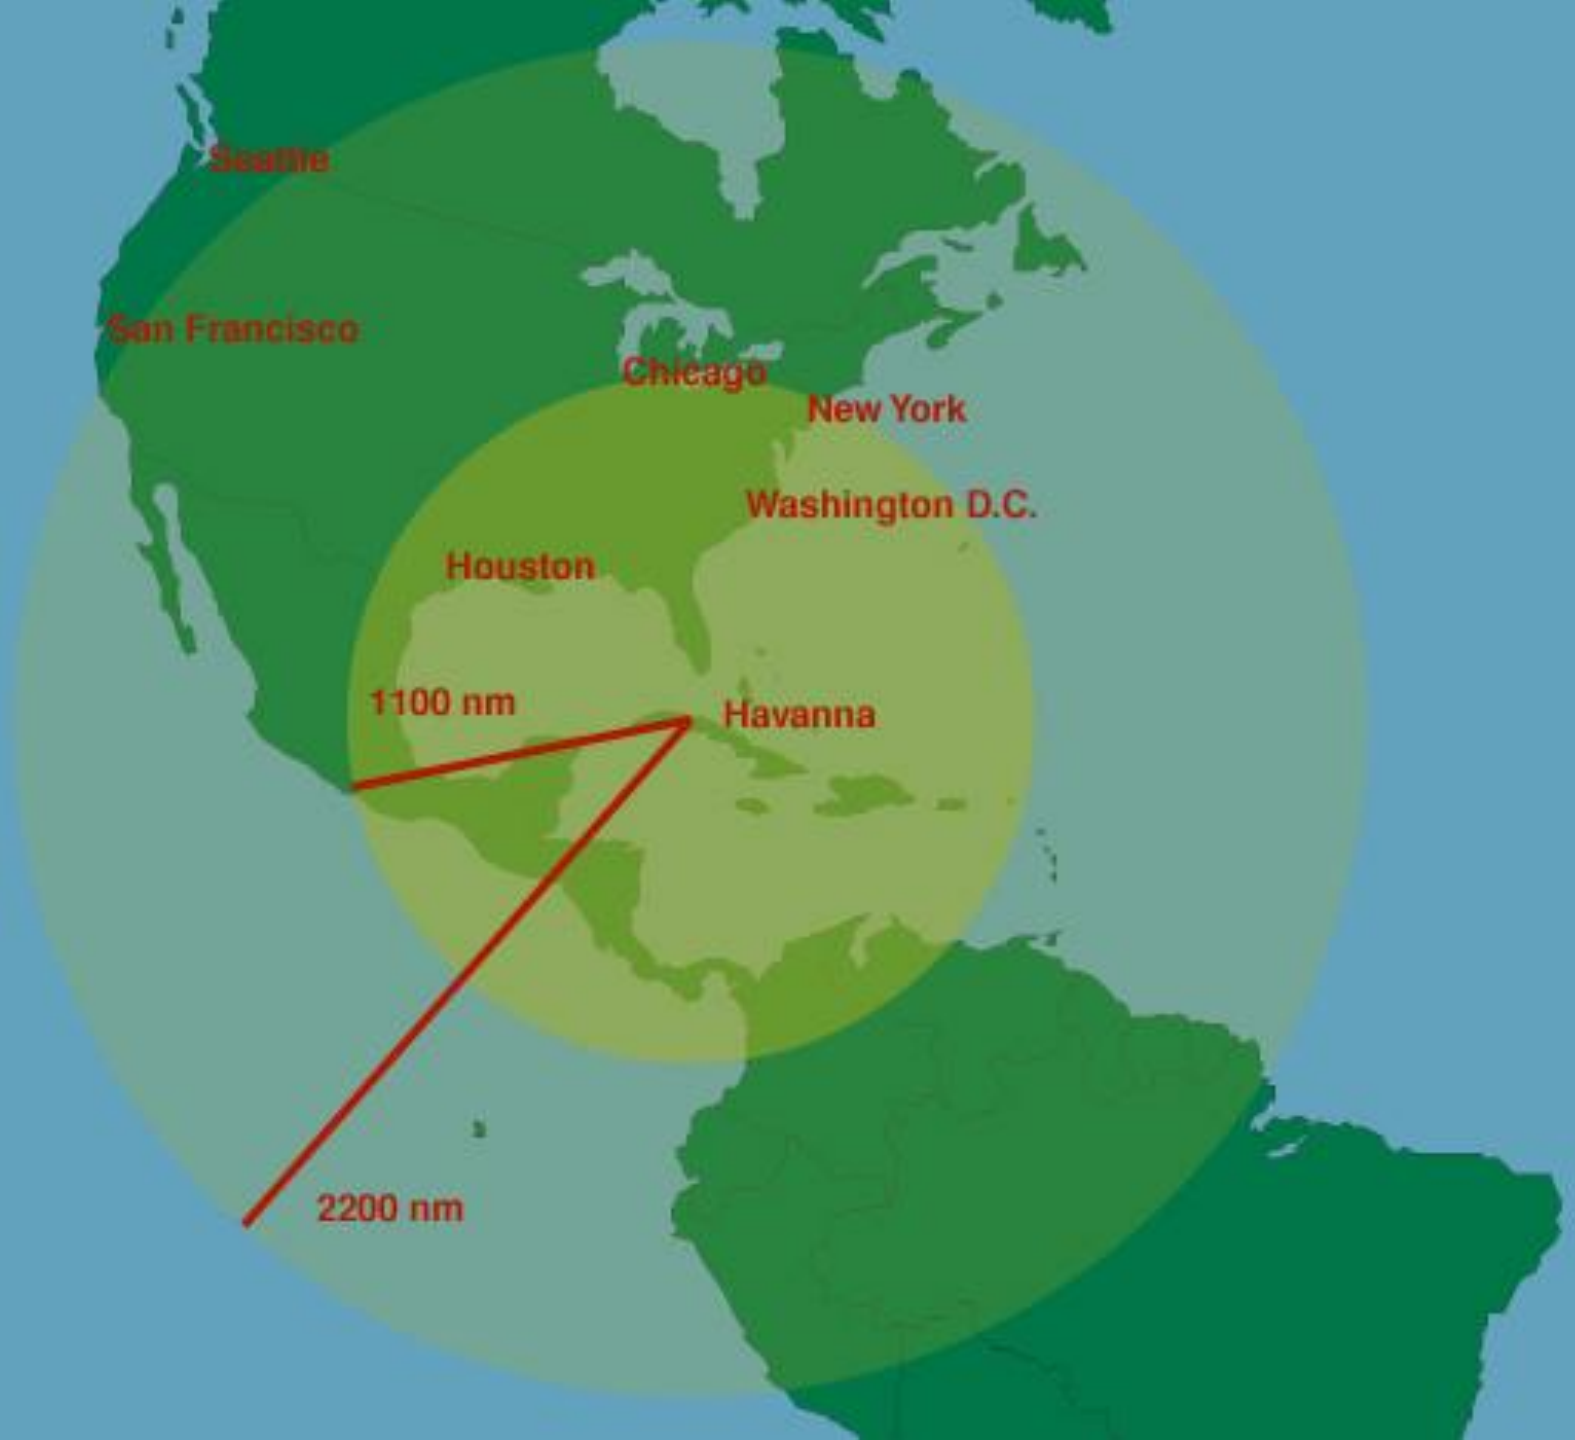 Seattle
San Francisco
Chicago
New York
Washington D.C.
Houston
1100 nm
Havanna
2200 nm